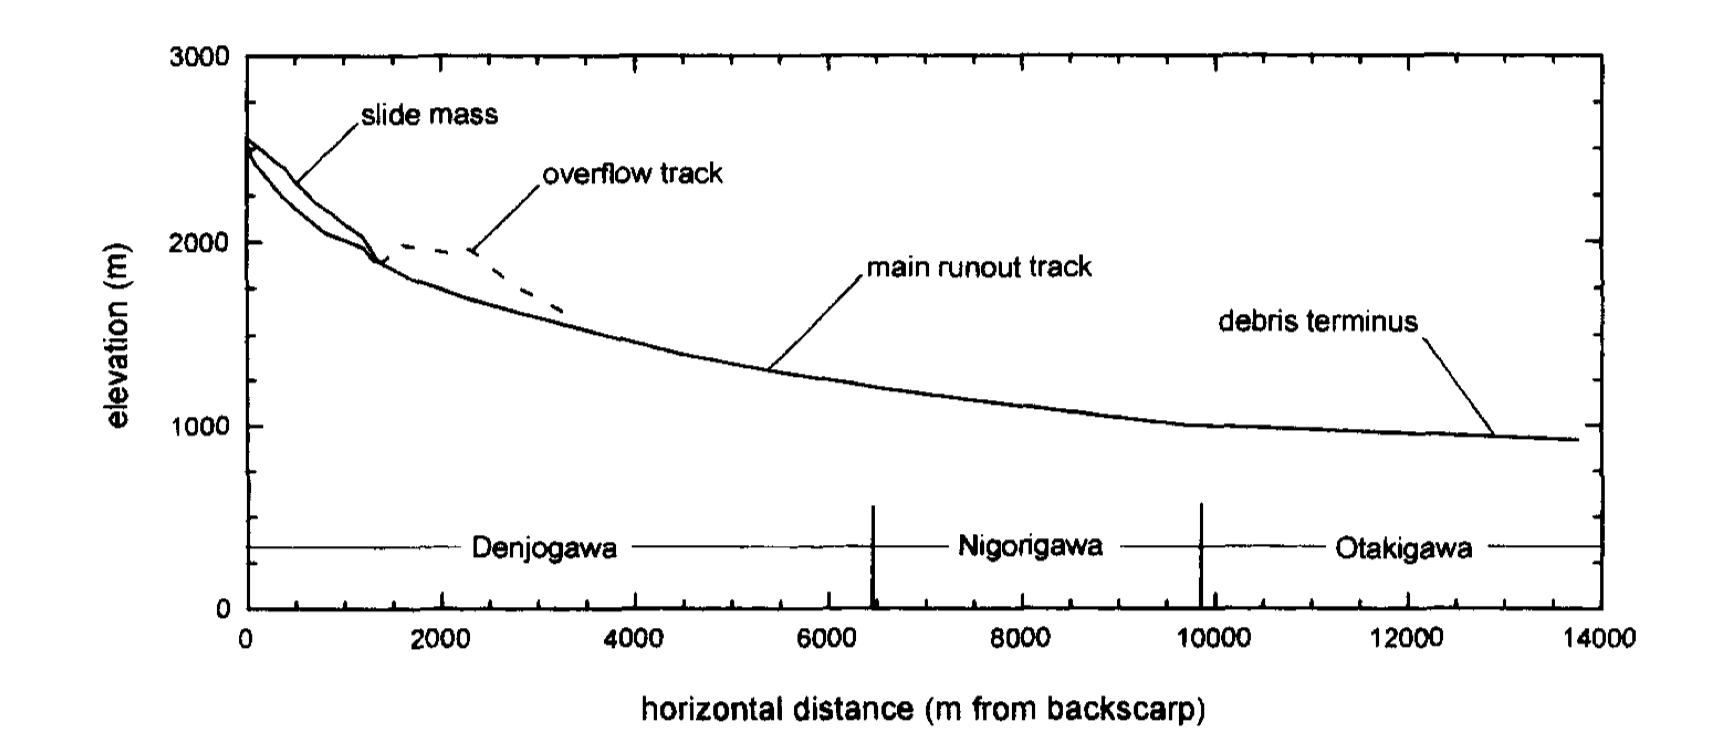 3000
slide mass
overflow track
2000
main runout track
debris terminus
elevation (m)
1000
Denjogawa
Nigorigawa
Otakigawa
0
0 2000 4000 6000 8000 10000 12000 14000
horizontal distance (m from backscarp)